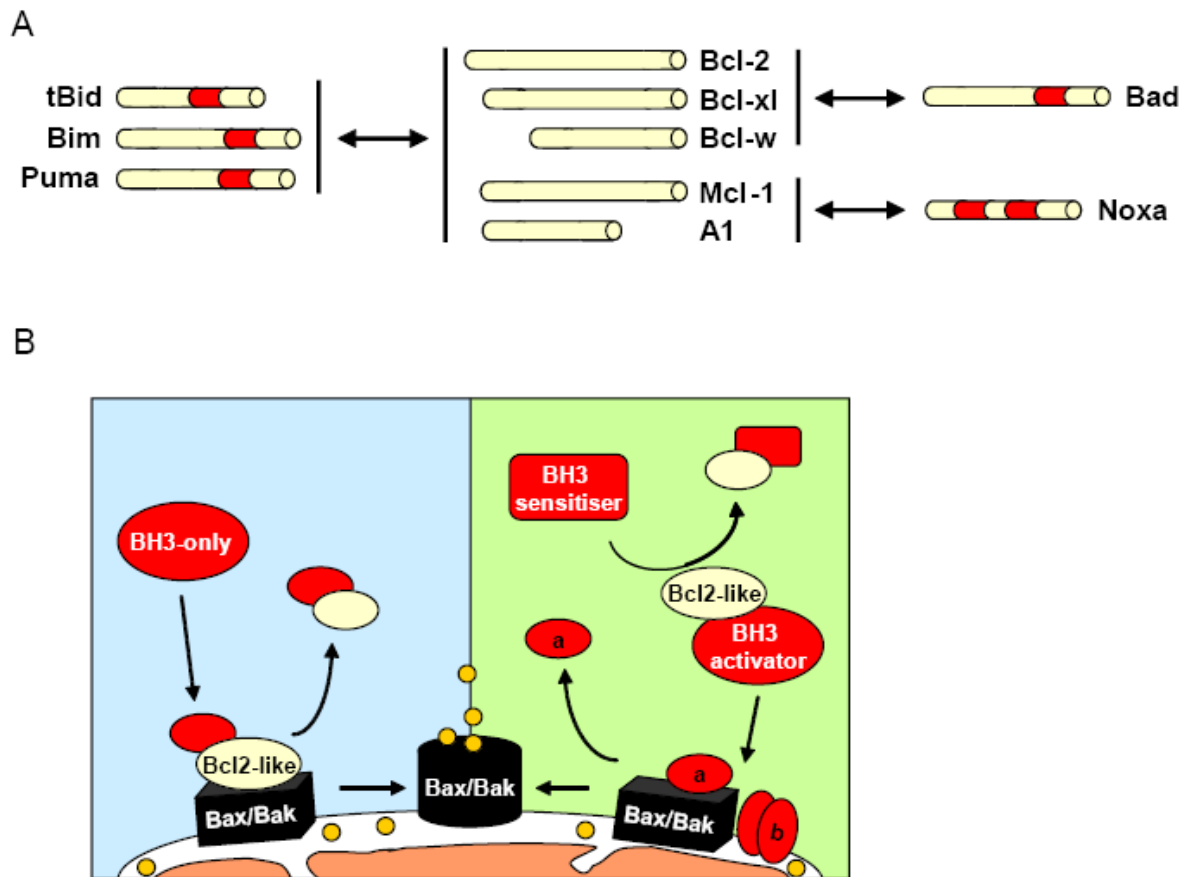 A
tBid
Bim
Puma
Bcl-2
Bcl-xl
Bcl-w
Mcl-1
A1
Bad
Noxa
B
BH3-only
Bcl2-like
Bax/Bak
Bax/Bak
BH3
sensitiser
Bcl2-like
BH3
activator
a
a
Bax/Bak
b